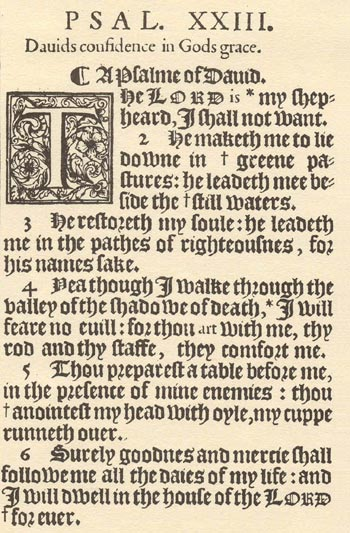 PSAL. XXIII.
Dauids confidence in Gods grace.
¶ A Psalme of Dauid.
THe LORD is * my shep-
heard, I shall not want.
2 He maketh me to lie
downe in † greene pa-
stures: he leadeth mee be-
side the † still waters.
3 He restoreth my soule: he leadeth
me in the pathes of righteousnes, for
his names sake.
4 Yea though I walke through the
valley of the shadowe of death, * I will
feare no euill: for thou art with me, thy
rod and thy staffe, they comfort me.
5 Thou preparest a table before me,
in the presence of mine enemies: thou
† anointest my head with oyle, my cuppe
runneth ouer.
6 Surely goodnes and mercie shall
followe me all the daies of my life: and
I will dwell in the house of the LORD
† for euer.